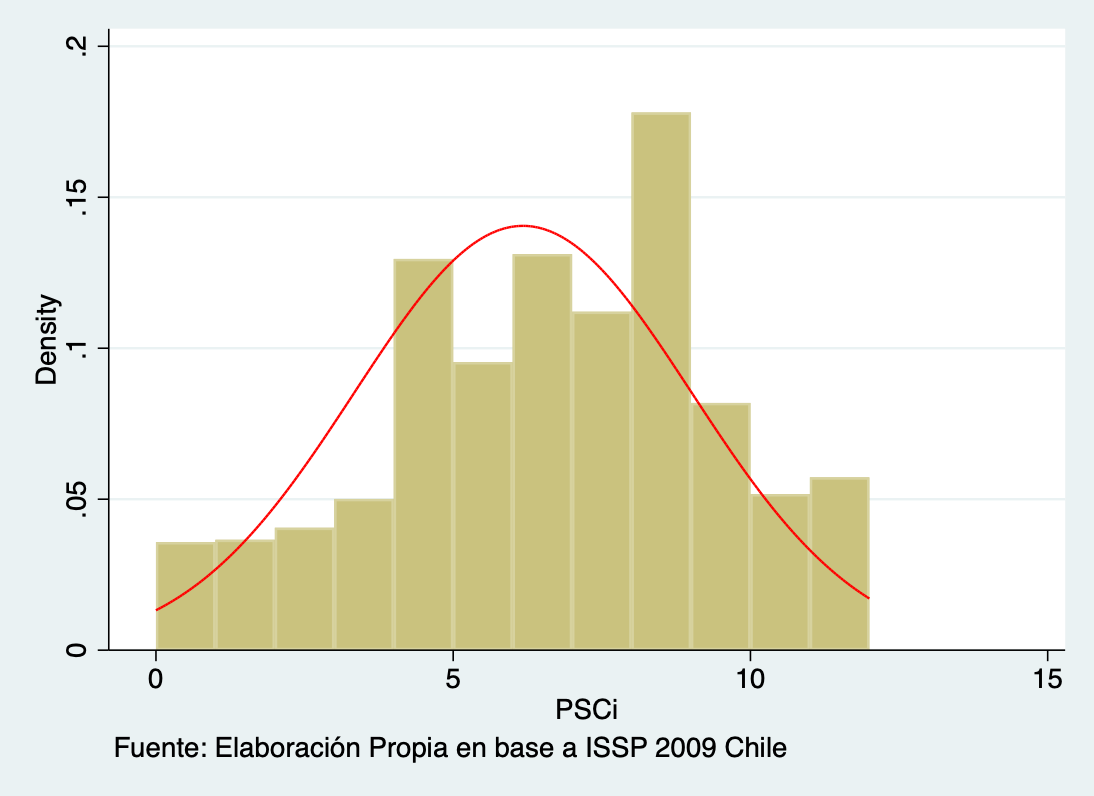 .2
.15
.1
.05
0
Density
0 5 10 15
PSCi
Fuente: Elaboración Propia en base a ISSP 2009 Chile